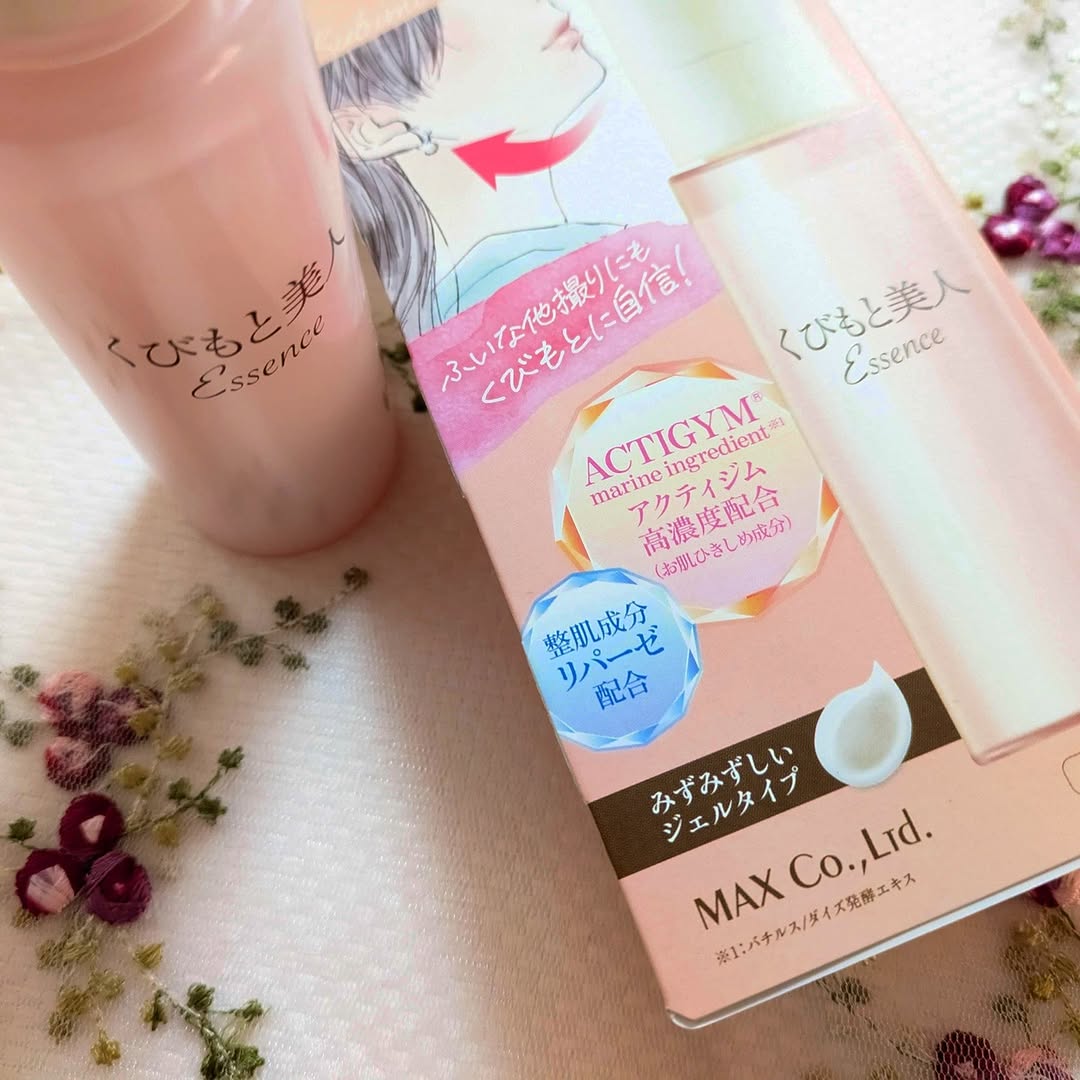 くびもと美人
Essence
ふいな他撮りにも
くびもとに自信!
くびもと美人
Essence
ACTIGYM®
marine ingredient※1
アクティジム
高濃度配合
(お肌ひきしめ成分)
整肌成分
リパーゼ
配合
みずみずしい
ジェルタイプ
MAX Co.,Ltd.
※1:バチルス/ダイズ発酵エキス